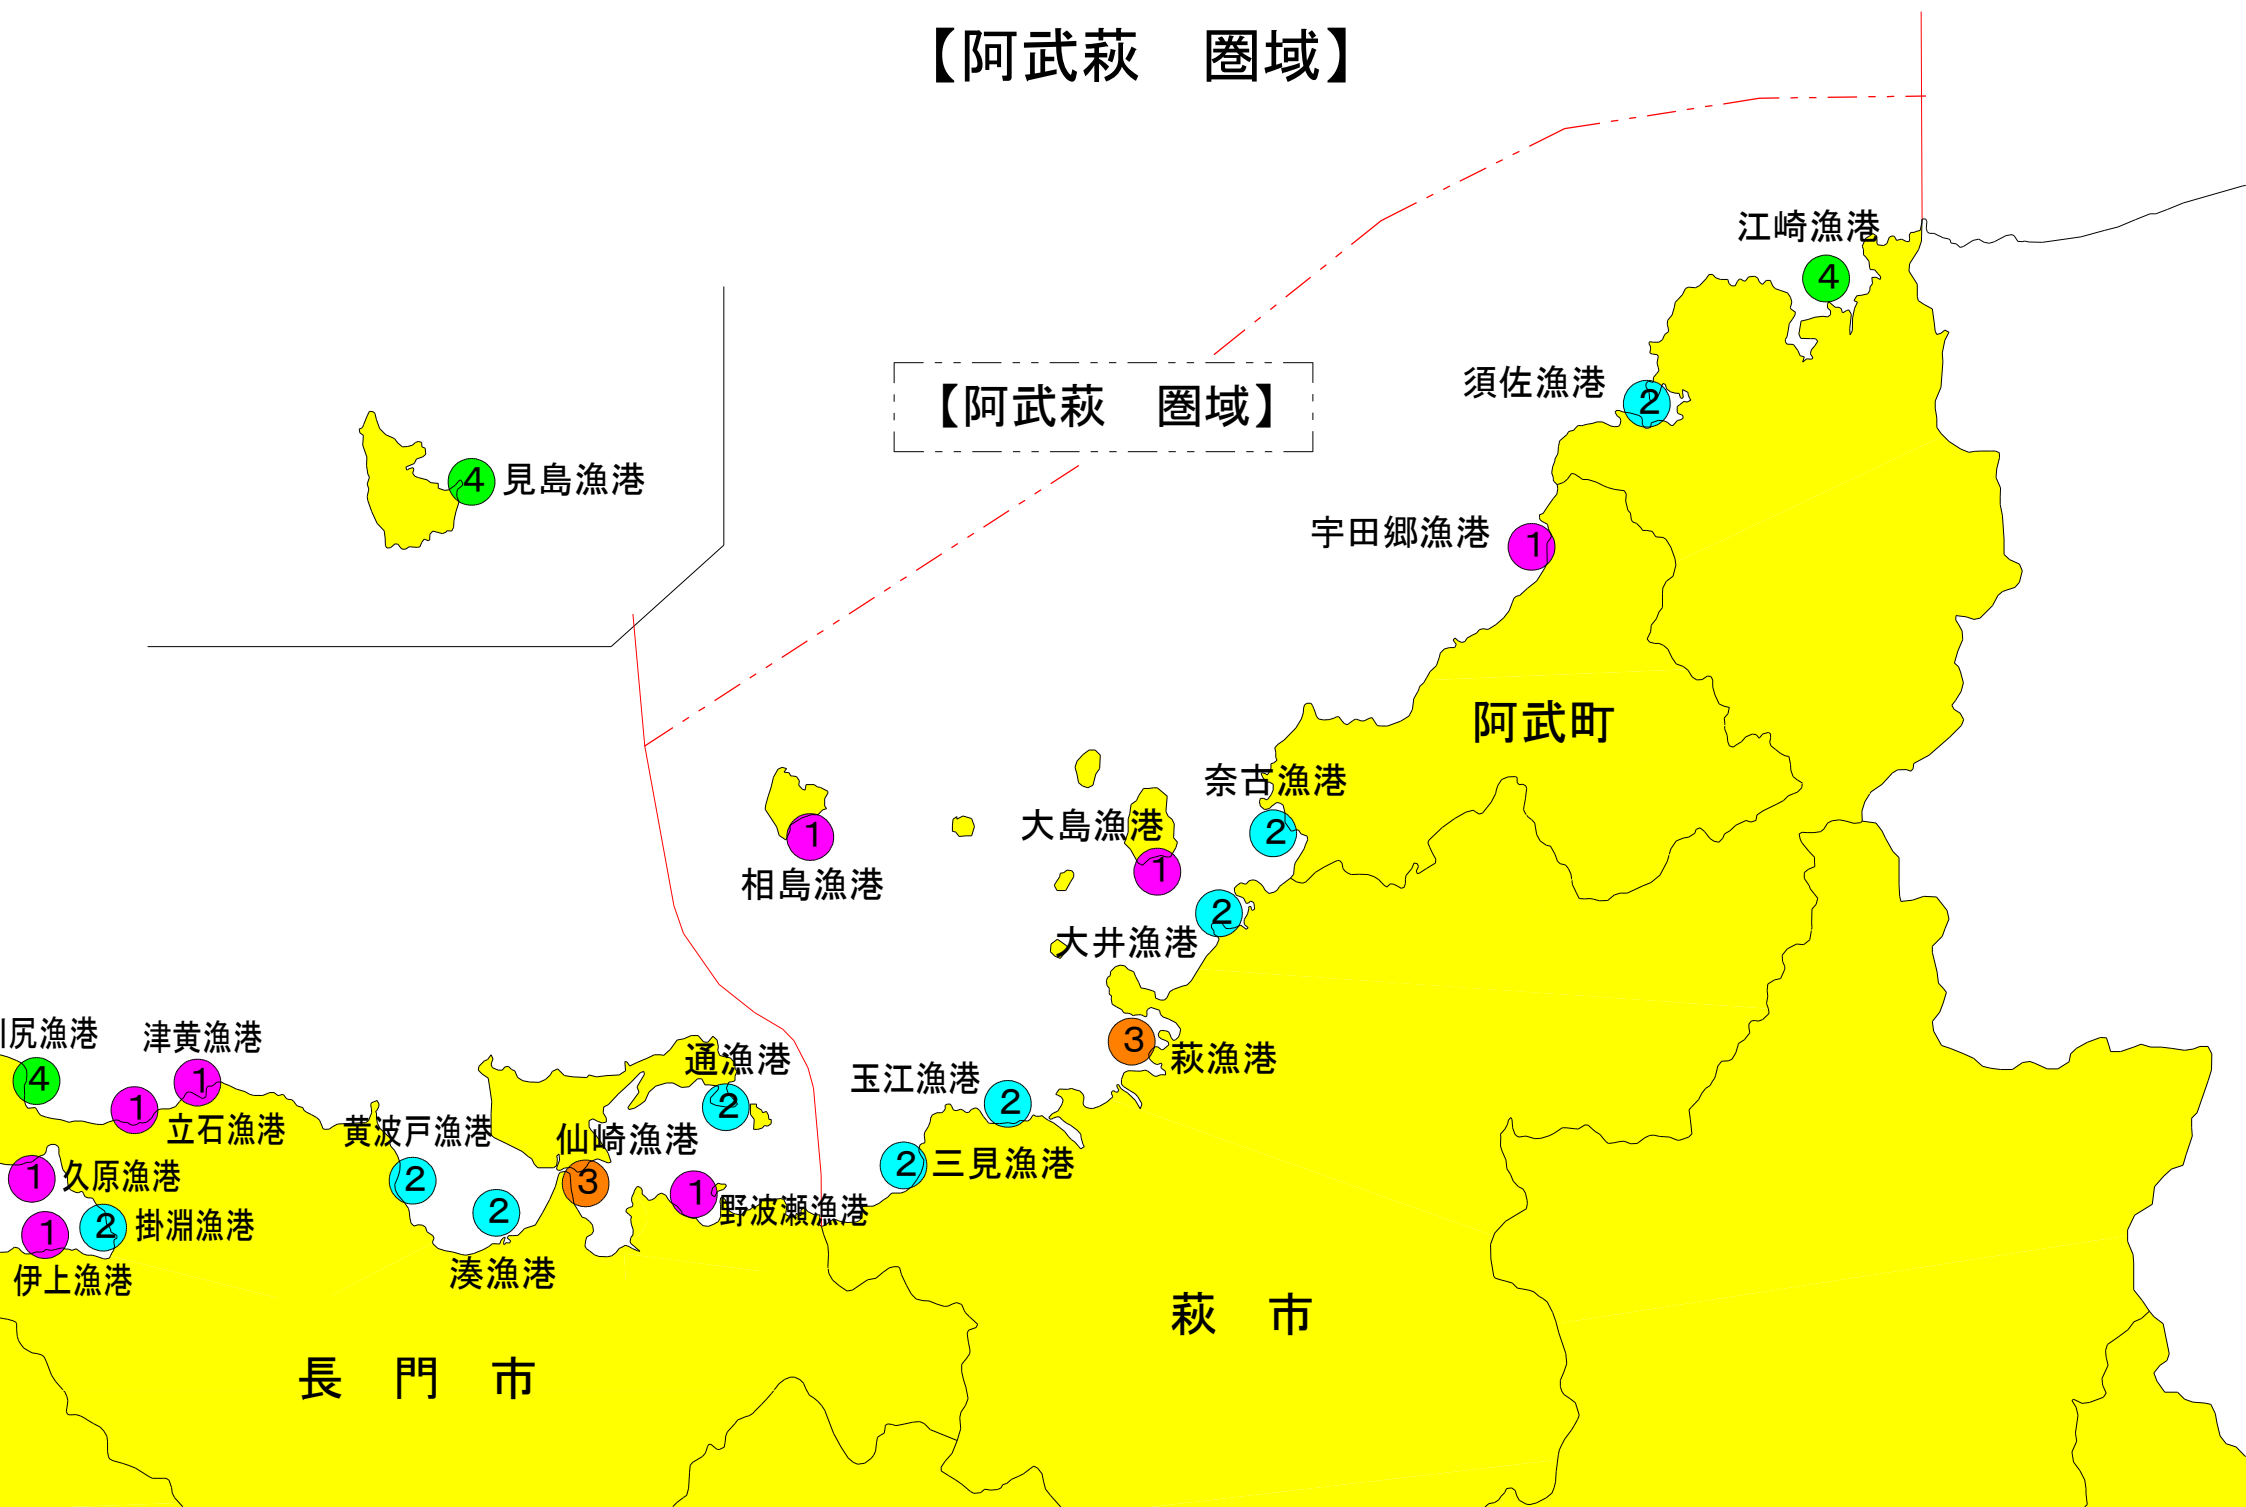 【阿武萩　圏域】
江崎漁港
4
須佐漁港
2
【阿武萩　圏域】
4
見島漁港
宇田郷漁港
1
阿武町
奈古漁港
2
大島漁港
1
1
相島漁港
2
大井漁港
3
萩漁港
尻漁港
4
津黄漁港
1
1
立石漁港
通漁港
2
玉江漁港
2
黄波戸漁港
2
仙崎漁港
3
2
三見漁港
1
久原漁港
1
野波瀬漁港
2
掛淵漁港
1
伊上漁港
2
湊漁港
萩　市
長　門　市